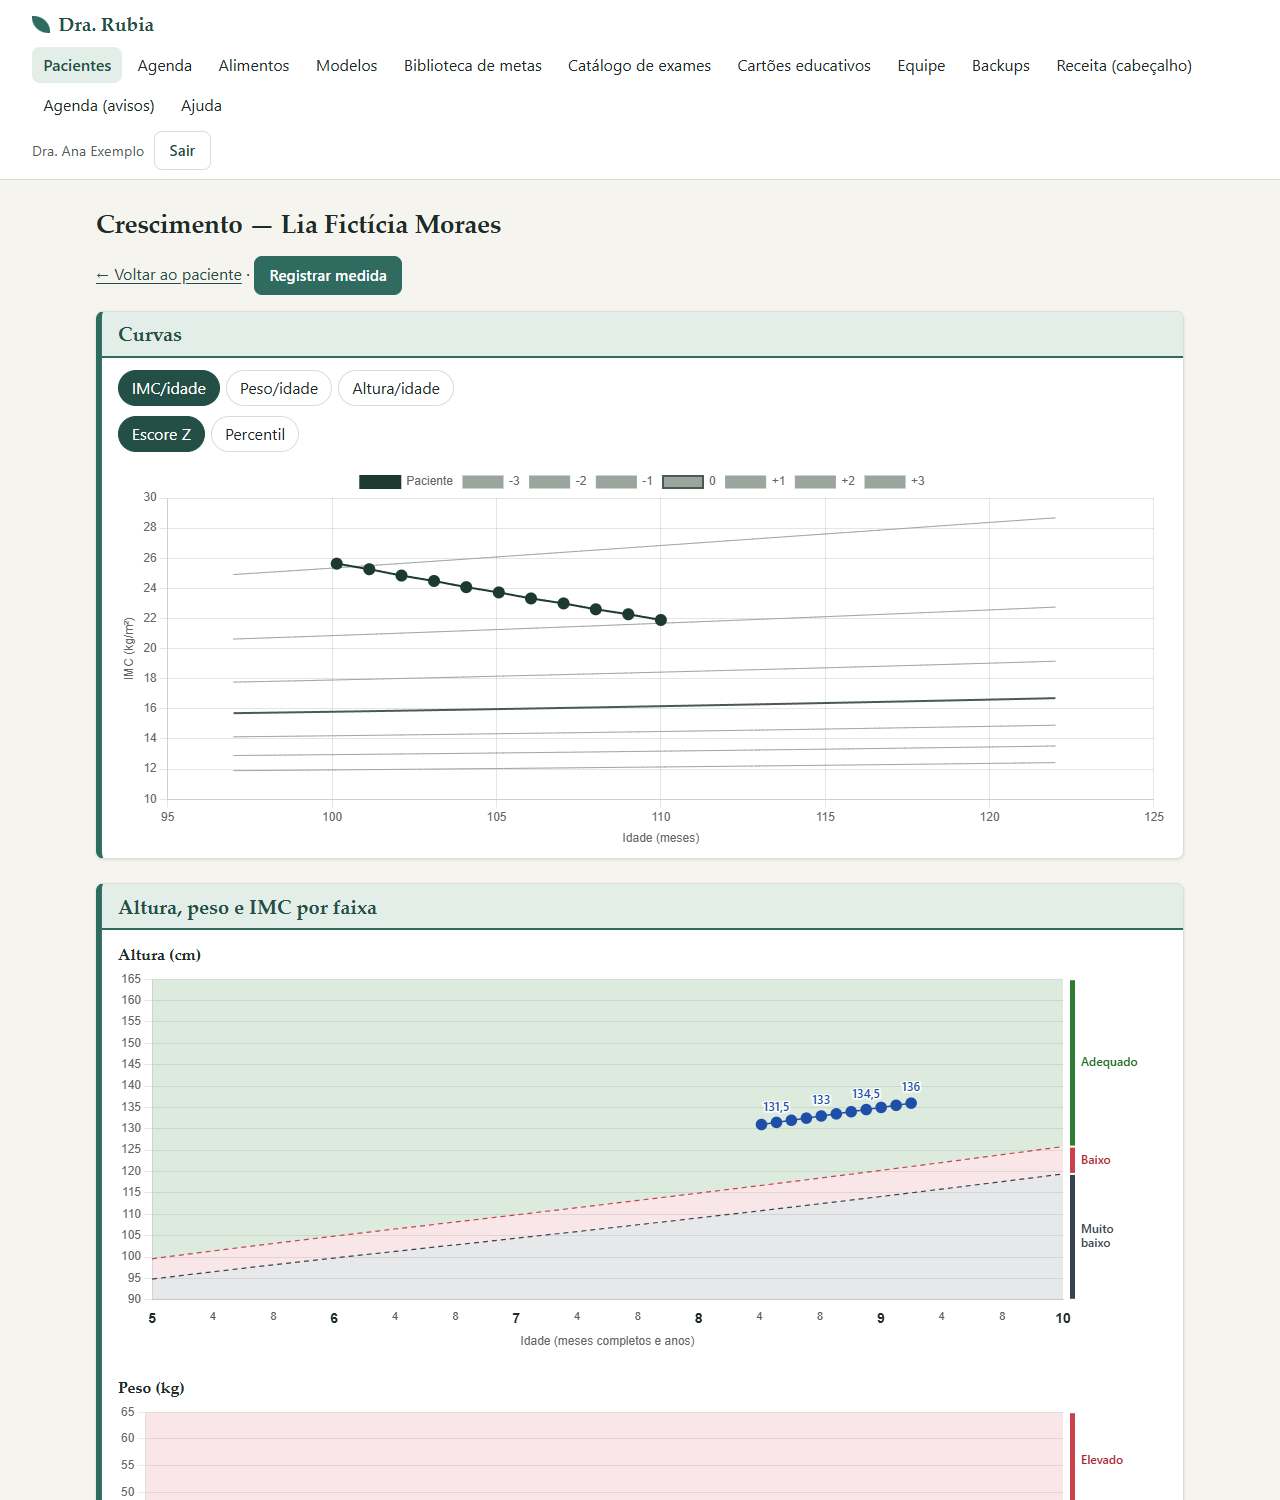 Dra. Rubia
Pacientes Agenda Alimentos Modelos Biblioteca de metas Catálogo de exames Cartões educativos Equipe Backups Receita (cabeçalho)
Agenda (avisos) Ajuda
Dra. Ana Exemplo Sair
Crescimento — Lia Fictícia Moraes
← Voltar ao paciente · Registrar medida
Curvas
IMC/idade Peso/idade Altura/idade
Escore Z Percentil
Paciente -3 -2 -1 0 +1 +2 +3
30
28
26
24
22
20
18
16
14
12
10
IMC (kg/m²)
95 100 105 110 115 120 125
Idade (meses)
Altura, peso e IMC por faixa
Altura (cm)
165
160
155
150
145
140
135
130
125
120
115
110
105
100
95
90
131,5 133 134,5 136
Adequado
Baixo
Muito
baixo
5 4 8 6 4 8 7 4 8 8 4 8 9 4 8 10
Idade (meses completos e anos)
Peso (kg)
65
60
55
50
Elevado